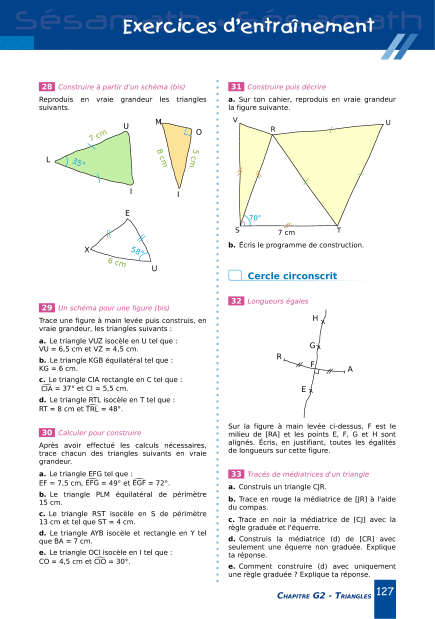 Sésamath Sésamath
Exercices d'entraînement
28 Construire à partir d'un schéma (bis)
Reproduis en vraie grandeur les triangles
suivants.
U
7 cm
L
35°
I
M
O
8 cm
5 cm
I
E
X
58°
6 cm
U
29 Un schéma pour une figure (bis)
Trace une figure à main levée puis construis, en
vraie grandeur, les triangles suivants :
a. Le triangle VUZ isocèle en U tel que :
VU = 6,5 cm et VZ = 4,5 cm.
b. Le triangle KGB équilatéral tel que :
KG = 6 cm.
c. Le triangle CIA rectangle en C tel que :
CIA = 37° et CI = 5,5 cm.
d. Le triangle RTL isocèle en T tel que :
RT = 8 cm et TRL = 48°.
30 Calculer pour construire
Après avoir effectué les calculs nécessaires,
trace chacun des triangles suivants en vraie
grandeur.
a. Le triangle EFG tel que :
EF = 7,5 cm, EFG = 49° et EGF = 72°.
b. Le triangle PLM équilatéral de périmètre
15 cm.
c. Le triangle RST isocèle en S de périmètre
13 cm et tel que ST = 4 cm.
d. Le triangle AYB isocèle et rectangle en Y tel
que BA = 7 cm.
e. Le triangle OCI isocèle en I tel que :
CO = 4,5 cm et CIO = 30°.
31 Construire puis décrire
a. Sur ton cahier, reproduis en vraie grandeur
la figure suivante.
V
R
U
70°
S
7 cm
T
b. Écris le programme de construction.
Cercle circonscrit
32 Longueurs égales
H
G
R
F
A
E
Sur la figure à main levée ci-dessus, F est le
milieu de [RA] et les points E, F, G et H sont
alignés. Écris, en justifiant, toutes les égalités
de longueurs sur cette figure.
33 Tracés de médiatrices d'un triangle
a. Construis un triangle CJR.
b. Trace en rouge la médiatrice de [JR] à l'aide
du compas.
c. Trace en noir la médiatrice de [CJ] avec la
règle graduée et l'équerre.
d. Construis la médiatrice (d) de [CR] avec
seulement une équerre non graduée. Explique
ta réponse.
e. Comment construire (d) avec uniquement
une règle graduée ? Explique ta réponse.
CHAPITRE G2 - TRIANGLES 127